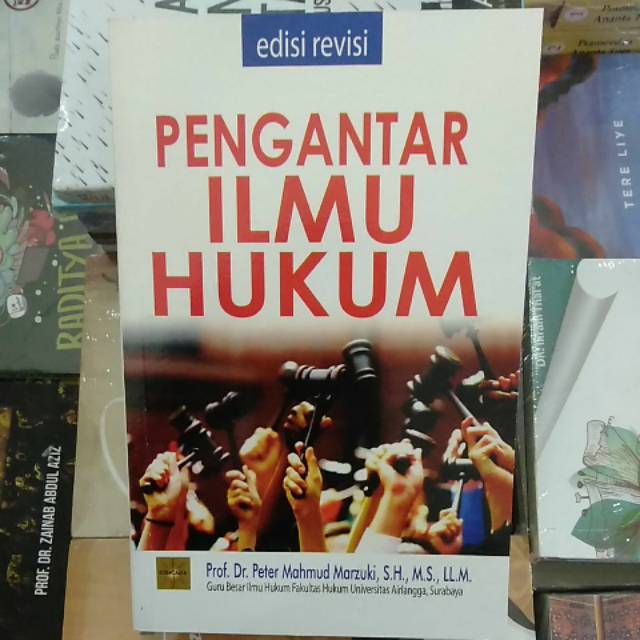 edisi revisi
PENGANTAR
ILMU
HUKUM
Prof. Dr. Peter Mahmud Marzuki, S.H., M.S., LL.M.
Guru Besar Ilmu Hukum Fakultas Hukum Universitas Airlangga, Surabaya
KENCANA
RADITYA
PROF. DR. ZAINAB ABDUL AZIZ
TERE LIYE